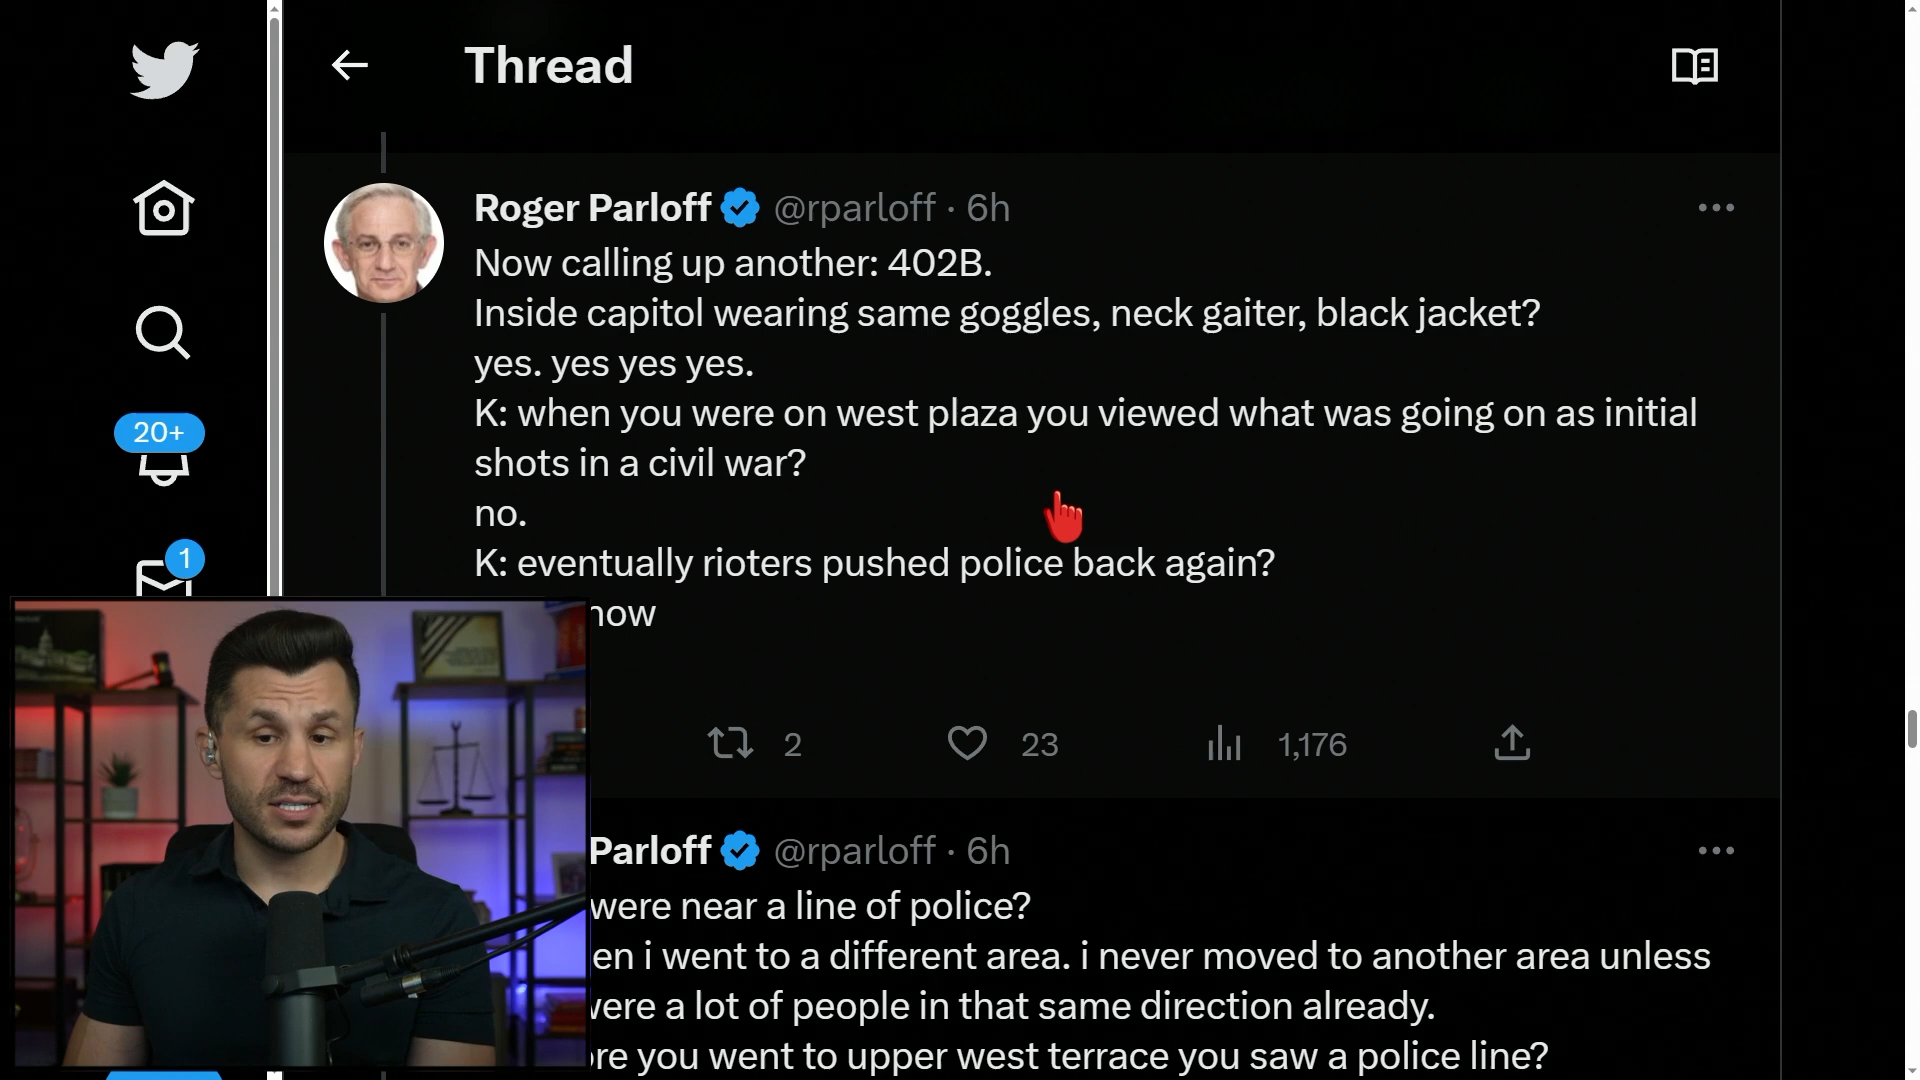 Thread
Roger Parloff @rparloff · 6h
Now calling up another: 402B.
Inside capitol wearing same goggles, neck gaiter, black jacket?
yes. yes yes yes.
K: when you were on west plaza you viewed what was going on as initial
shots in a civil war?
no.
K: eventually rioters pushed police back again?
now
20+
1
2 23 1,176
Parloff @rparloff · 6h
were near a line of police?
en i went to a different area. i never moved to another area unless
were a lot of people in that same direction already.
ore you went to upper west terrace you saw a police line?